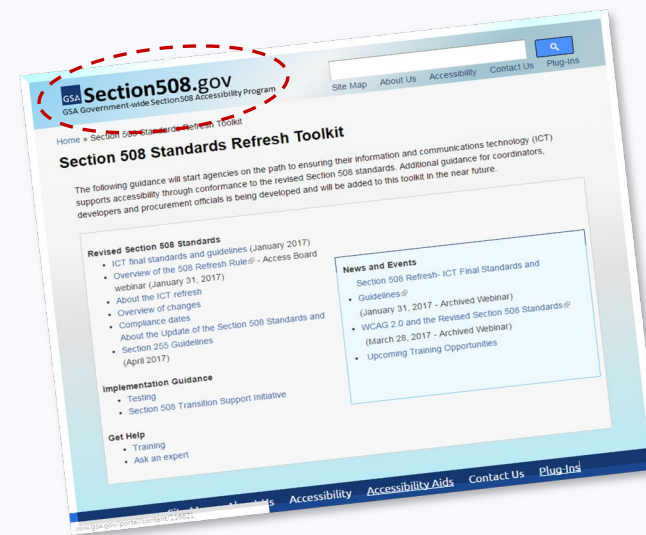 GSA Section508.gov
GSA Government-wide Section 508 Accessibility Program
Site Map About Us Accessibility Contact Us Plug-Ins
Home » Section 508 Standards Refresh Toolkit
Section 508 Standards Refresh Toolkit
The following guidance will start agencies on the path to ensuring their information and communications technology (ICT)
supports accessibility through conformance to the revised Section 508 standards. Additional guidance for coordinators,
developers and procurement officials is being developed and will be added to this toolkit in the near future.
Revised Section 508 Standards
• ICT final standards and guidelines (January 2017)
• Overview of the 508 Refresh Rule - Access Board
webinar (January 31, 2017)
• About the ICT refresh
• Overview of changes
• Compliance dates
About the Update of the Section 508 Standards and
• Section 255 Guidelines
(April 2017)
Implementation Guidance
• Testing
• Section 508 Transition Support Initiative
Get Help
• Training
• Ask an expert
News and Events
Section 508 Refresh- ICT Final Standards and
• Guidelines
(January 31, 2017 - Archived Webinar)
• WCAG 2.0 and the Revised Section 508 Standards
(March 28, 2017 - Archived Webinar)
• Upcoming Training Opportunities
Us Accessibility Accessibility Aids Contact Us Plug-Ins
www.gsa.gov/portal/content/116621